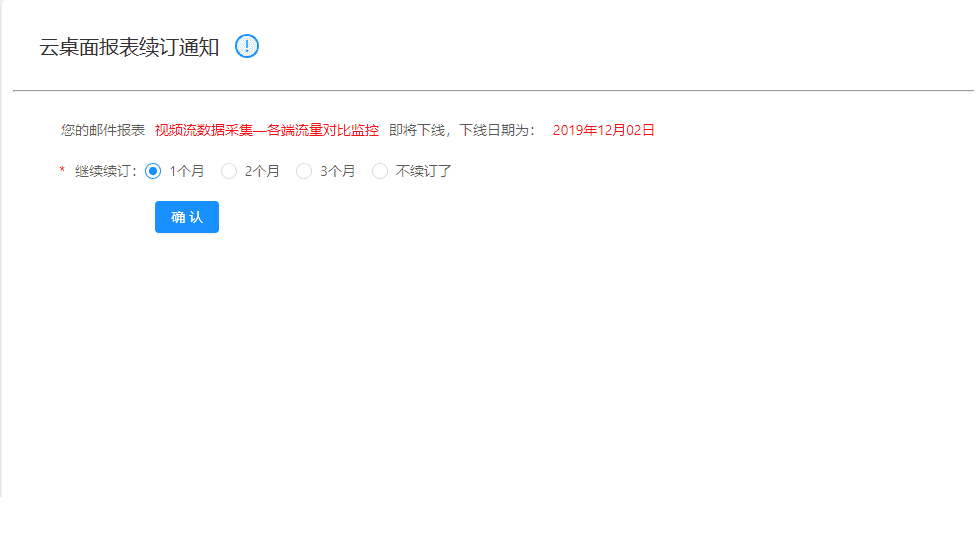 云桌面报表续订通知
您的邮件报表 视频流数据采集—各端流量对比监控 即将下线，下线日期为： 2019年12月02日
* 继续续订： 1个月 2个月 3个月 不续订了
确 认